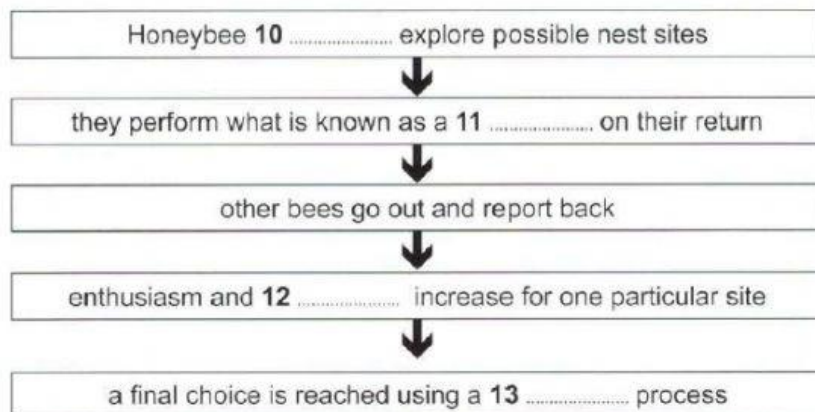 Honeybee 10 .................... explore possible nest sites
they perform what is known as a 11 .................... on their return
other bees go out and report back
enthusiasm and 12 .................... increase for one particular site
a final choice is reached using a 13 .................... process